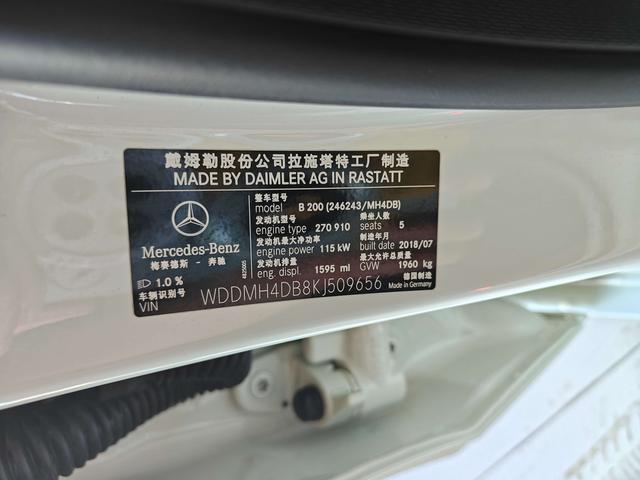 戴姆勒股份公司拉施塔特工厂制造
MADE BY DAIMLER AG IN RASTATT
整车型号
model B 200 (246243/MH4DB)
发动机型号 乘坐人数
engine type 270 910 seats 5
发动机最大净功率 制造年月
engine power 115 kW built date 2018/07
发动机排量 最大允许总质量
eng. displ. 1595 ml GVW 1960 kg
Mercedes-Benz
梅赛德斯 - 奔驰
1.0 %
车辆识别号
VIN WDDMH4DB8KJ509656
德国制造
Made in Germany